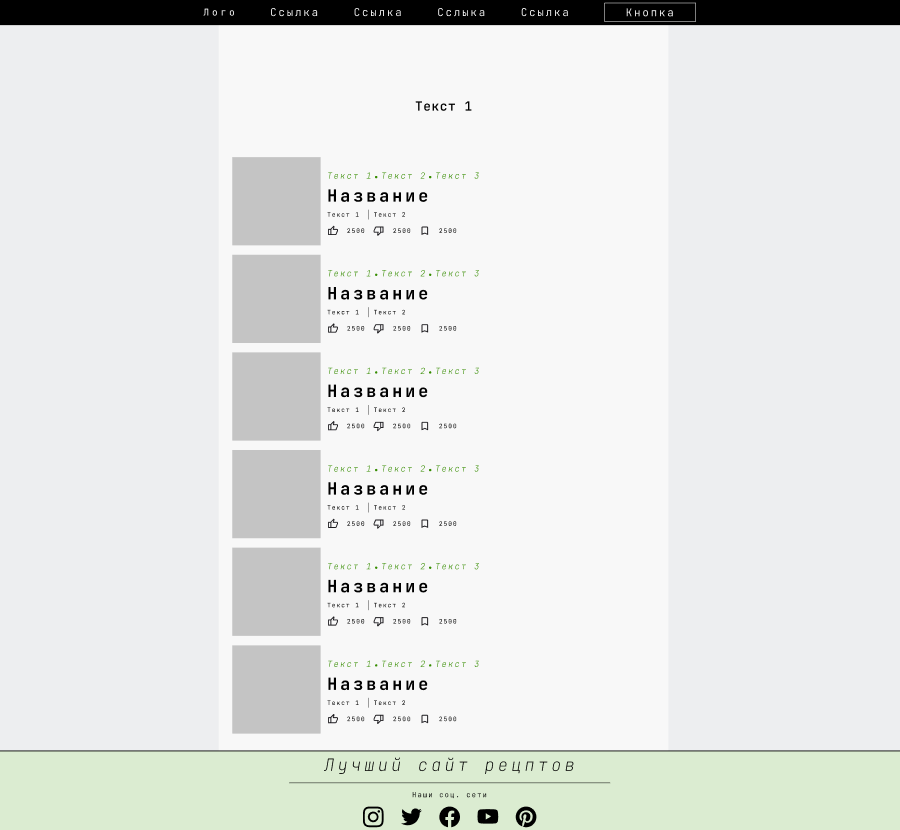 Лого Ссылка Ссылка Сслыка Ссылка Кнопка
Текст 1
Текст 1 • Текст 2 • Текст 3
Название
Текст 1 | Текст 2
2500 2500 2500
Текст 1 • Текст 2 • Текст 3
Название
Текст 1 | Текст 2
2500 2500 2500
Текст 1 • Текст 2 • Текст 3
Название
Текст 1 | Текст 2
2500 2500 2500
Текст 1 • Текст 2 • Текст 3
Название
Текст 1 | Текст 2
2500 2500 2500
Текст 1 • Текст 2 • Текст 3
Название
Текст 1 | Текст 2
2500 2500 2500
Текст 1 • Текст 2 • Текст 3
Название
Текст 1 | Текст 2
2500 2500 2500
Лучший сайт рецптов
Наши соц. сети